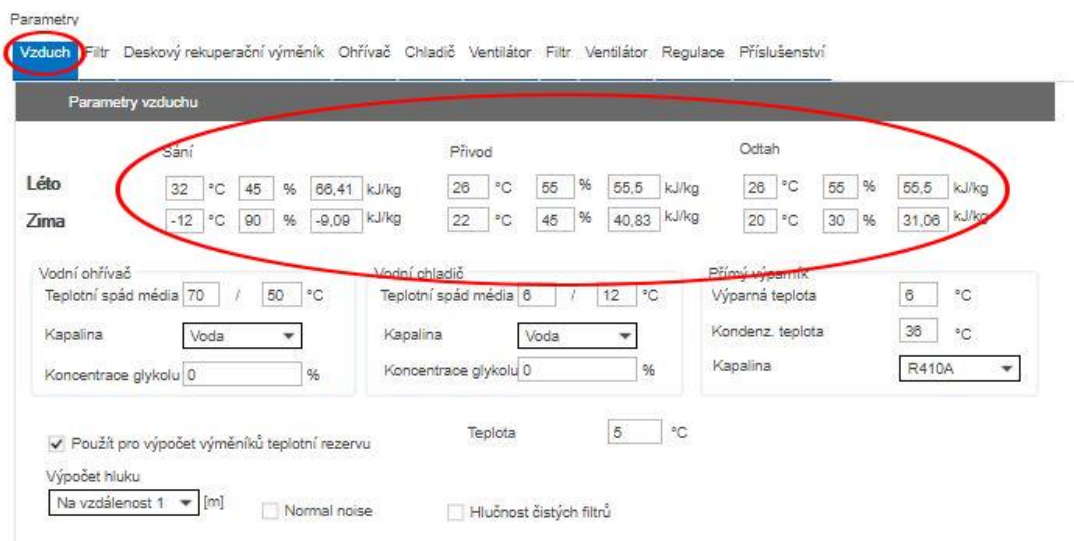 Parametry
Vzduch Filtr Deskový rekuperační výměník Ohřívač Chladič Ventilátor Filtr Ventilátor Regulace Příslušenství
Parametry vzduchu
Sání Přívod Odtah
Léto 32 °C 45 % 66,41 kJ/kg 26 °C 55 % 55,5 kJ/kg 26 °C 55 % 55,5 kJ/kg
Zima -12 °C 90 % -9,09 kJ/kg 22 °C 45 % 40,83 kJ/kg 20 °C 30 % 31,06 kJ/kg
Vodní ohřívač Vodní chladič Přímý výparník
Teplotní spád média 70 / 50 °C Teplotní spád média 6 / 12 °C Výparná teplota 6 °C
Kapalina Voda Kapalina Voda Kondenz. teplota 36 °C
Koncentrace glykolu 0 % Koncentrace glykolu 0 % Kapalina R410A
Použít pro výpočet výměníků teplotní rezervu Teplota 5 °C
Výpočet hluku
Na vzdálenost 1 [m] Normal noise Hlučnost čistých filtrů